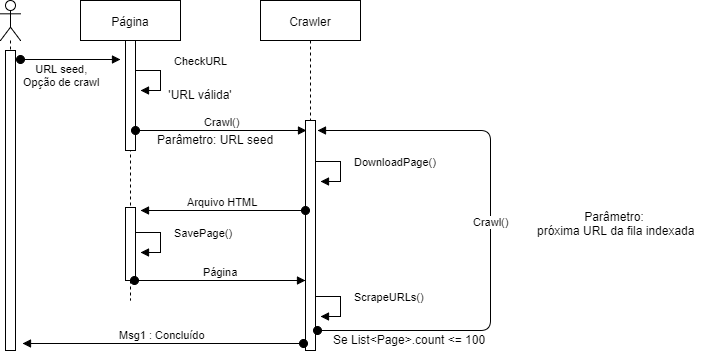 Página
Crawler
URL seed,
Opção de crawl
CheckURL
'URL válida'
Crawl()
Parâmetro: URL seed
DownloadPage()
Arquivo HTML
Crawl()
Parâmetro:
próxima URL da fila indexada
SavePage()
Página
ScrapeURLs()
Msg1 : Concluído
Se List<Page>.count <= 100